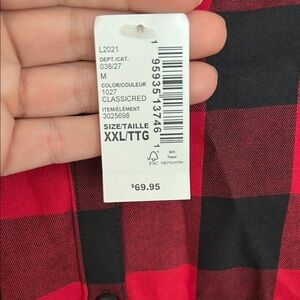 L2021
DEPT./CAT.
038/27
M
COLOR/COULEUR
1027
CLASSICRED
ITEM/ÉLÉMENT
3025698
SIZE/TAILLE
XXL/TTG
1 95935 13746 1
FSC
MIX
Paper
$69.95